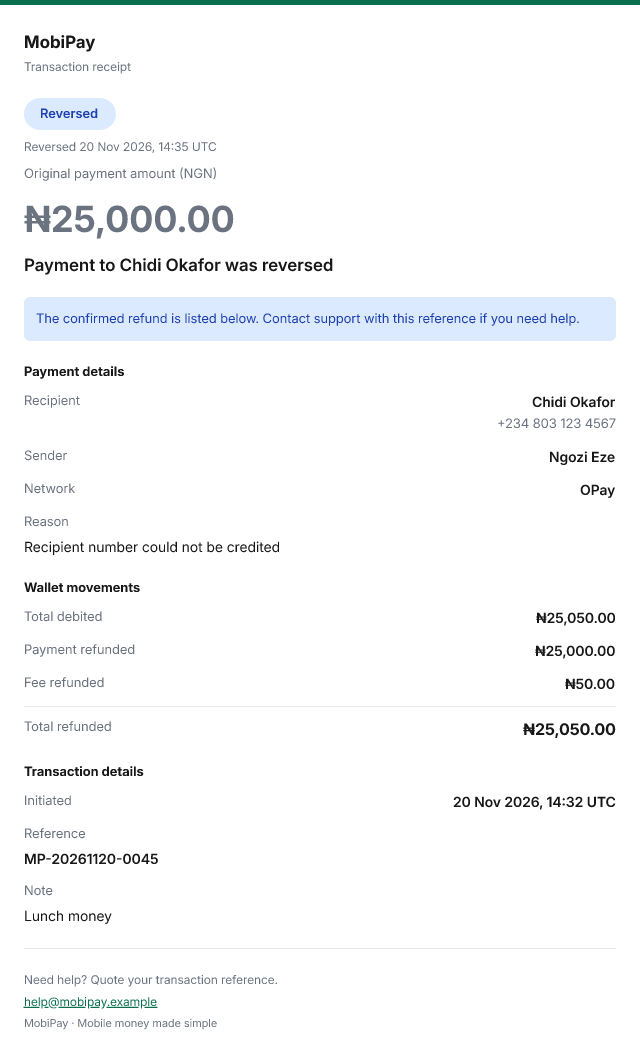 MobiPay
Transaction receipt
Reversed
Reversed 20 Nov 2026, 14:35 UTC
Original payment amount (NGN)
₦25,000.00
Payment to Chidi Okafor was reversed
The confirmed refund is listed below. Contact support with this reference if you need help.
Payment details
Recipient
Chidi Okafor
+234 803 123 4567
Sender
Ngozi Eze
Network
OPay
Reason
Recipient number could not be credited
Wallet movements
Total debited
₦25,050.00
Payment refunded
₦25,000.00
Fee refunded
₦50.00
Total refunded
₦25,050.00
Transaction details
Initiated
20 Nov 2026, 14:32 UTC
Reference
MP-20261120-0045
Note
Lunch money
Need help? Quote your transaction reference.
help@mobipay.example
MobiPay · Mobile money made simple